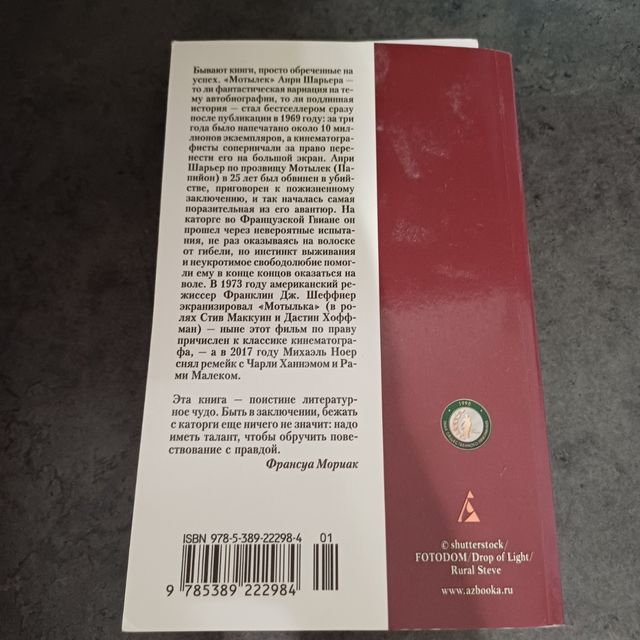 Бывают книги, просто обреченные на
успех. «Мотылек» Анри Шарьера —
то ли фантастическая вариация на те-
му автобиографии, то ли подлинная
история — стал бестселлером сразу
после публикации в 1969 году: за три
года было напечатано около 10 мил-
лионов экземпляров, а кинематогра-
фисты соперничали за право пере-
нести его на большой экран. Анри
Шарьер по прозвищу Мотылек (Па-
пийон) в 25 лет был обвинен в убий-
стве, приговорен к пожизненному
заключению, и так началась самая
поразительная из его авантюр. На
каторге во Французской Гвиане он
прошел через невероятные испыта-
ния, не раз оказываясь на волоске
от гибели, но инстинкт выживания
и неукротимое свободолюбие помог-
ли ему в конце концов оказаться на
воле. В 1973 году американский ре-
жиссер Франклин Дж. Шеффнер
экранизировал «Мотылька» (в ро-
лях Стив Маккуин и Дастин Хофф-
ман) — ныне этот фильм по праву
причислен к классике кинематогра-
фа, — а в 2017 году Михаэль Ноер
снял ремейк с Чарли Ханнэмом и Ра-
ми Малеком.
Эта книга — поистине литератур-
ное чудо. Быть в заключении, бежать
с каторги еще ничего не значит: надо
иметь талант, чтобы обручить пове-
ствование с правдой.
Франсуа Мориак
ISBN 978-5-389-22298-4 01
9 785389 222984
1998
© shutterstock/
FOTODOM/Drop of Light/
Rural Steve
www.azbooka.ru